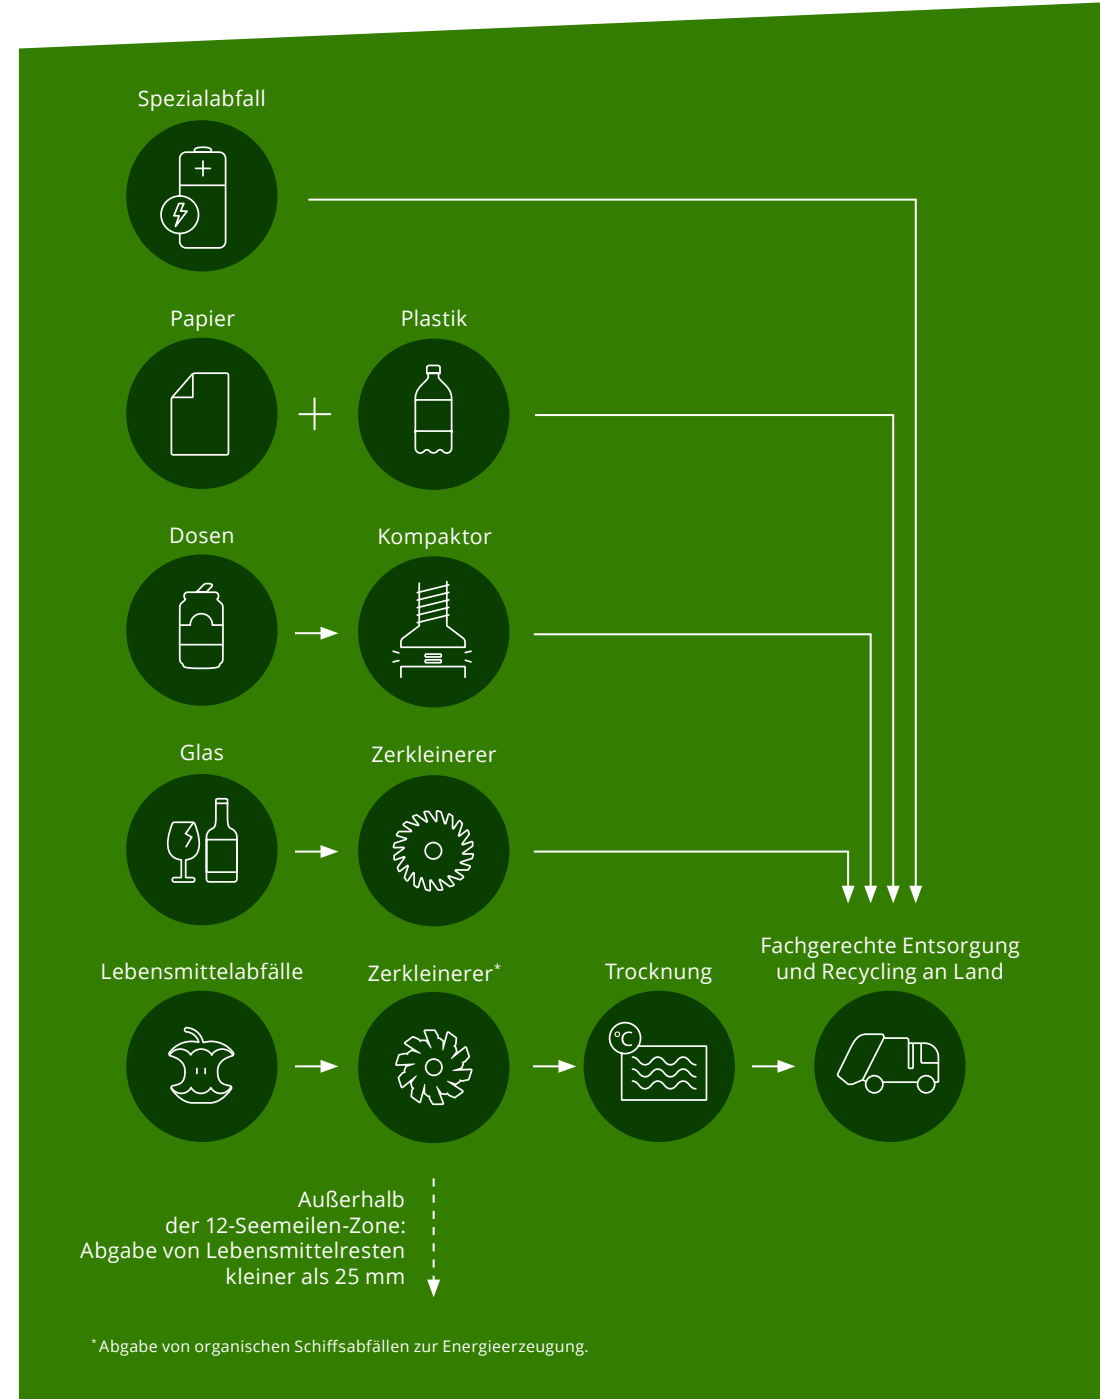 Spezialabfall
Papier
Plastik
Dosen
Kompaktor
Glas
Zerkleinerer
Lebensmittelabfälle
Zerkleinerer*
Trocknung
Fachgerechte Entsorgung
und Recycling an Land
°C
Außerhalb
der 12-Seemeilen-Zone:
Abgabe von Lebensmittelresten
kleiner als 25 mm
*Abgabe von organischen Schiffsabfällen zur Energieerzeugung.